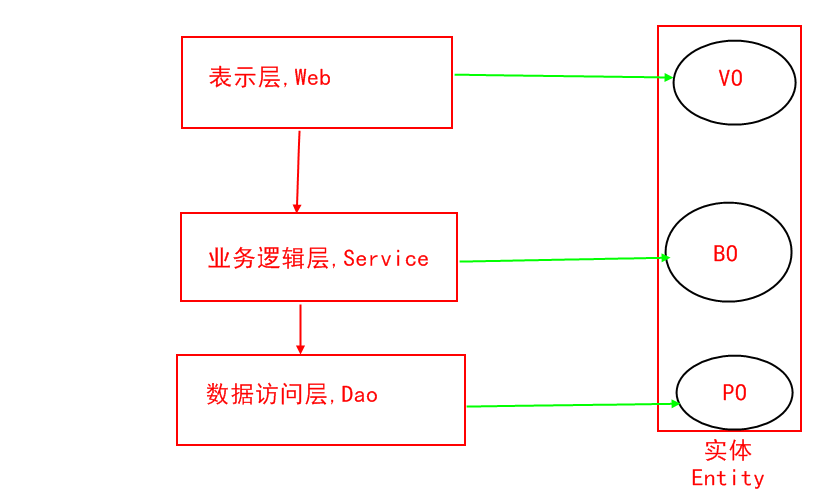 表示层,Web
VO
业务逻辑层,Service
BO
数据访问层,Dao
PO
实体
Entity